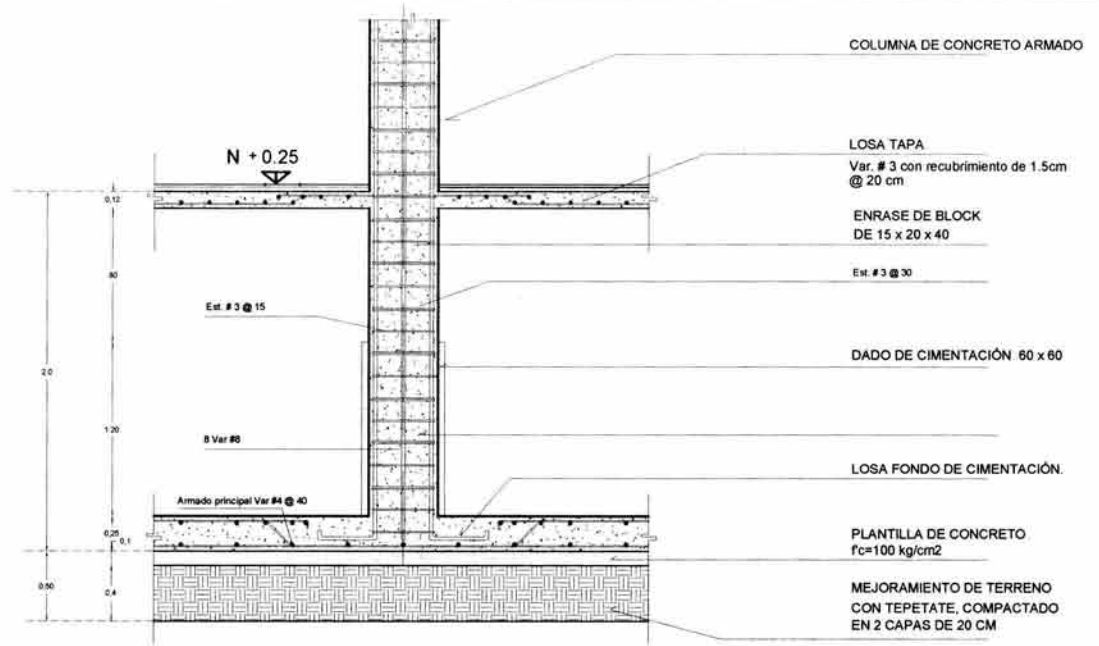 COLUMNA DE CONCRETO ARMADO
LOSA TAPA
Var. # 3 con recubrimiento de 1.5cm
@ 20 cm
N + 0.25
0,12
ENRASE DE BLOCK
DE 15 x 20 x 40
Est. # 3 @ 30
Est. # 3 @ 15
DADO DE CIMENTACIÓN 60 x 60
2,0
1.20
8 Var #8
LOSA FONDO DE CIMENTACIÓN.
Armado principal Var #4 @ 40
0,25
0,1
PLANTILLA DE CONCRETO
f'c=100 kg/cm2
0,50
0,4
MEJORAMIENTO DE TERRENO
CON TEPETATE, COMPACTADO
EN 2 CAPAS DE 20 CM